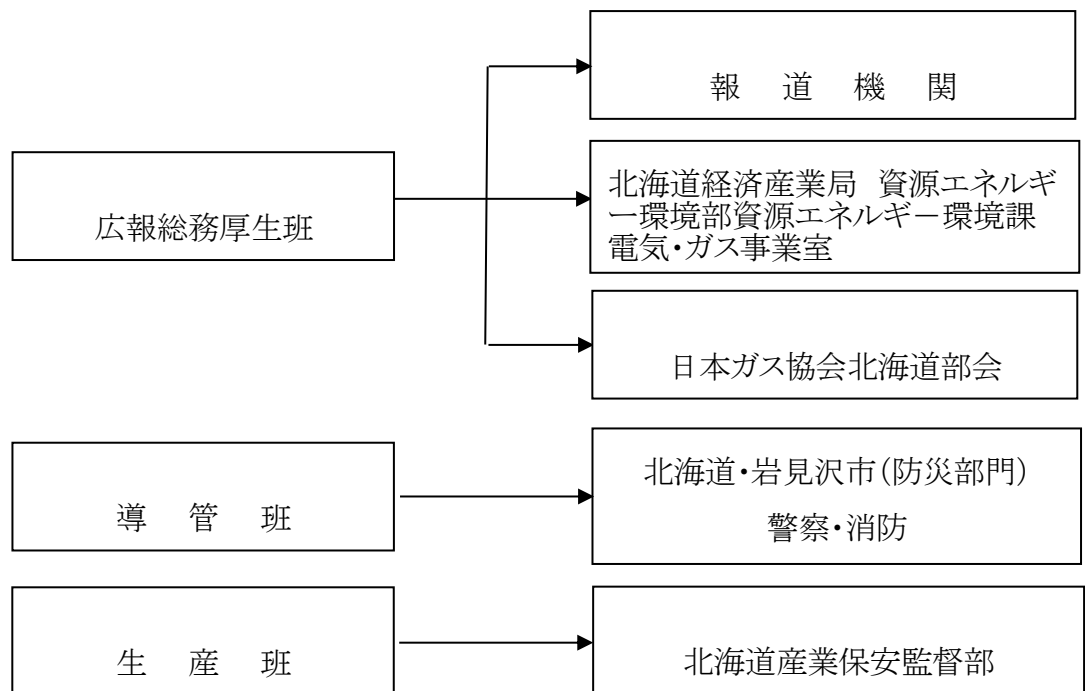 報 道 機 関
広報総務厚生班
北海道経済産業局 資源エネルギ
ー環境部資源エネルギ－環境課
電気・ガス事業室
日本ガス協会北海道部会
導 管 班
北海道・岩見沢市（防災部門）
警察・消防
生 産 班
北海道産業保安監督部